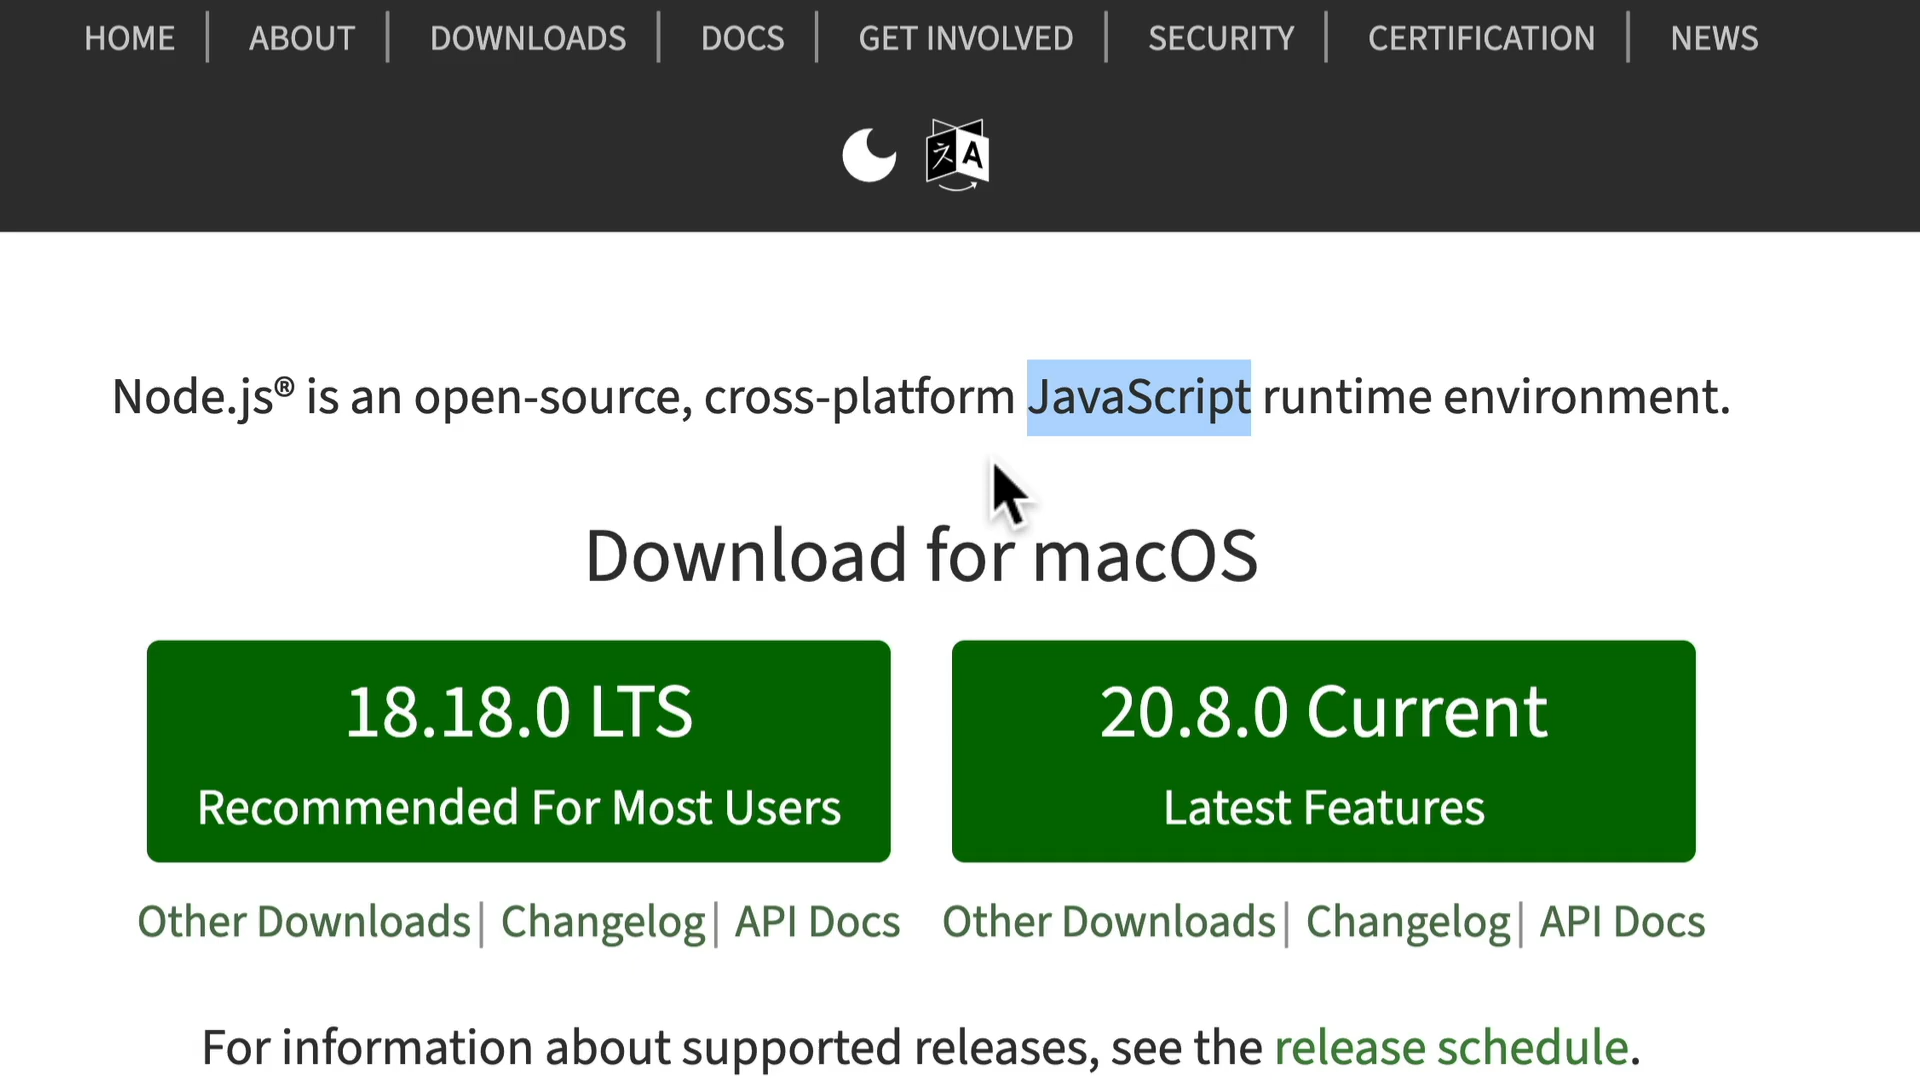 HOME | ABOUT | DOWNLOADS | DOCS | GET INVOLVED | SECURITY | CERTIFICATION | NEWS
Node.js® is an open-source, cross-platform JavaScript runtime environment.
Download for macOS
18.18.0 LTS
Recommended For Most Users
20.8.0 Current
Latest Features
Other Downloads | Changelog | API Docs
Other Downloads | Changelog | API Docs
For information about supported releases, see the release schedule.